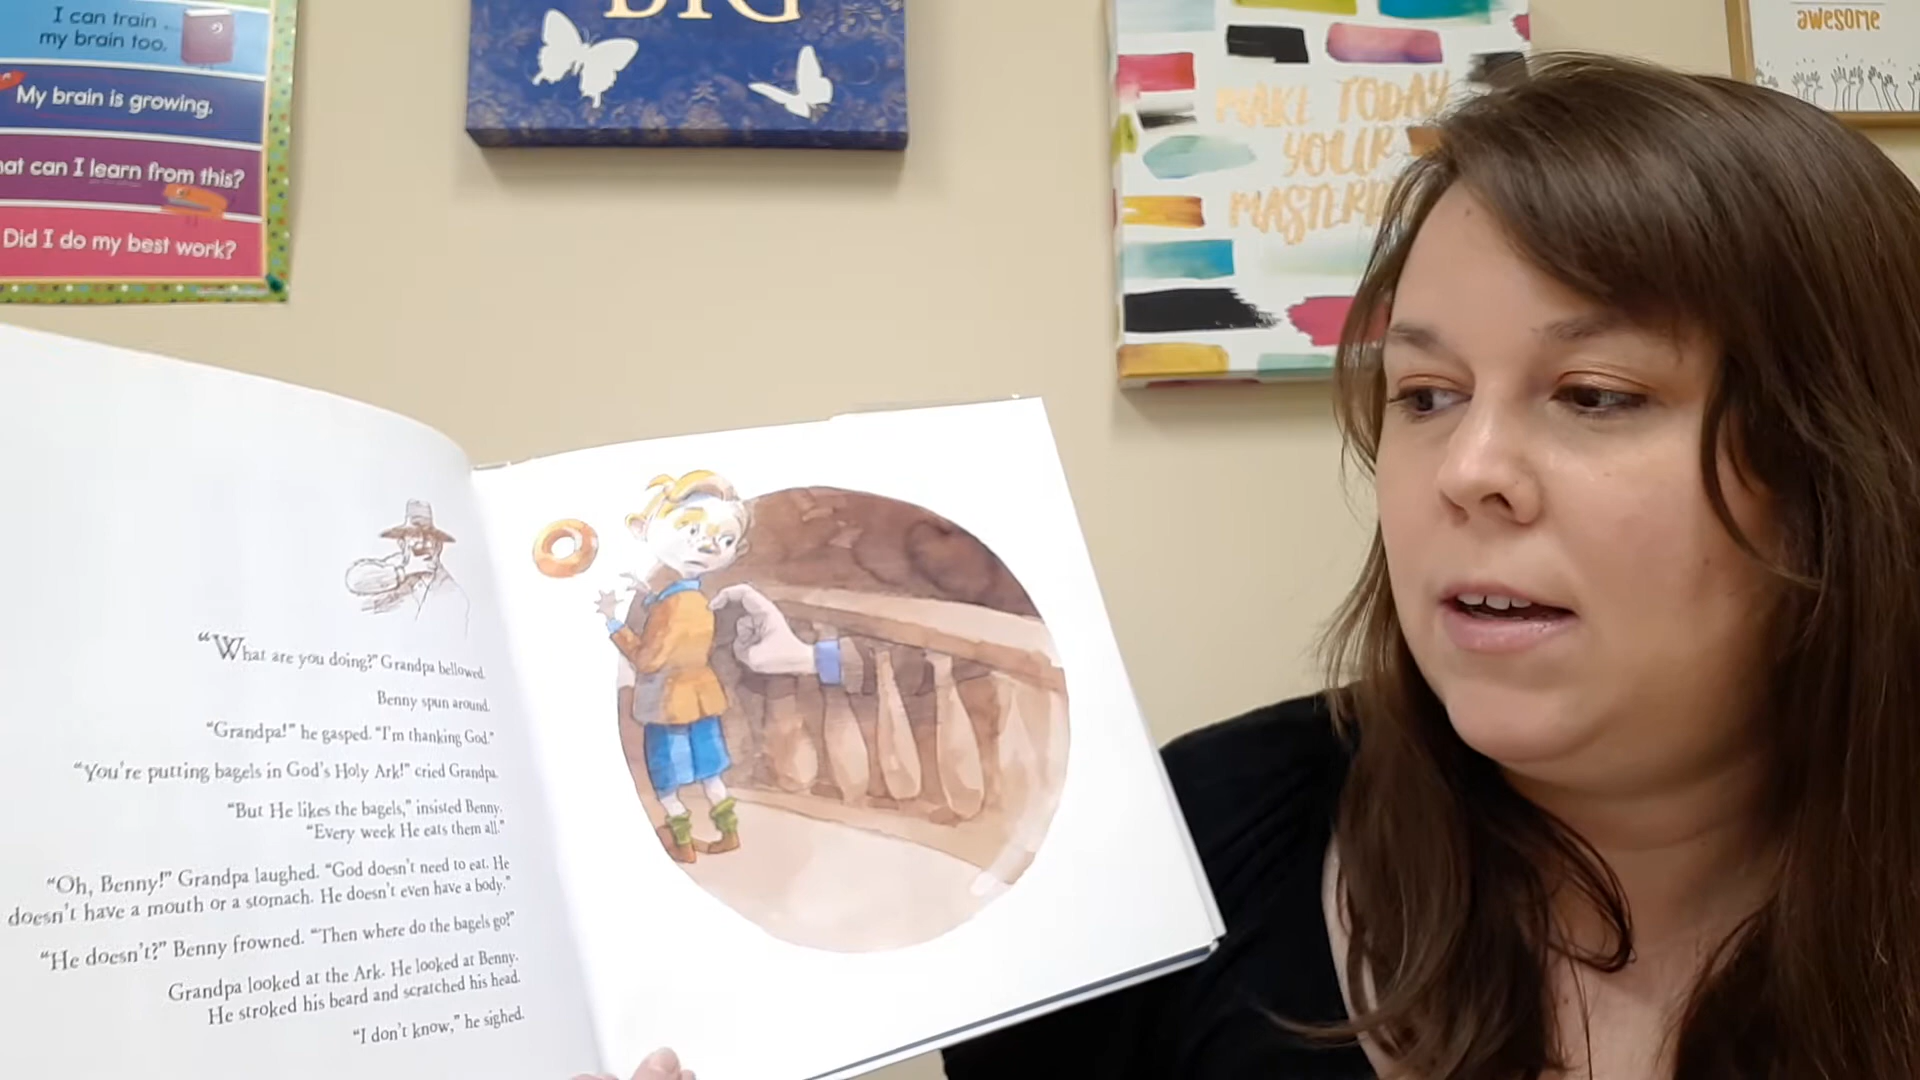 I can train
my brain too.
My brain is growing.
at can I learn from this?
Did I do my best work?
BIG
MAKE TODAY
YOUR
awesome
"What are you doing?" Grandpa bellowed.
Benny spun around.
"Grandpa!" he gasped. "I'm thanking God."
"You're putting bagels in God's Holy Ark!" cried Grandpa.
"But He likes the bagels," insisted Benny.
"Every week He eats them all."
"Oh, Benny!" Grandpa laughed. "God doesn't need to eat. He
doesn't have a mouth or a stomach. He doesn't even have a body."
"He doesn't?" Benny frowned. "Then where do the bagels go?"
Grandpa looked at the Ark. He looked at Benny.
He stroked his beard and scratched his head.
"I don't know," he sighed.